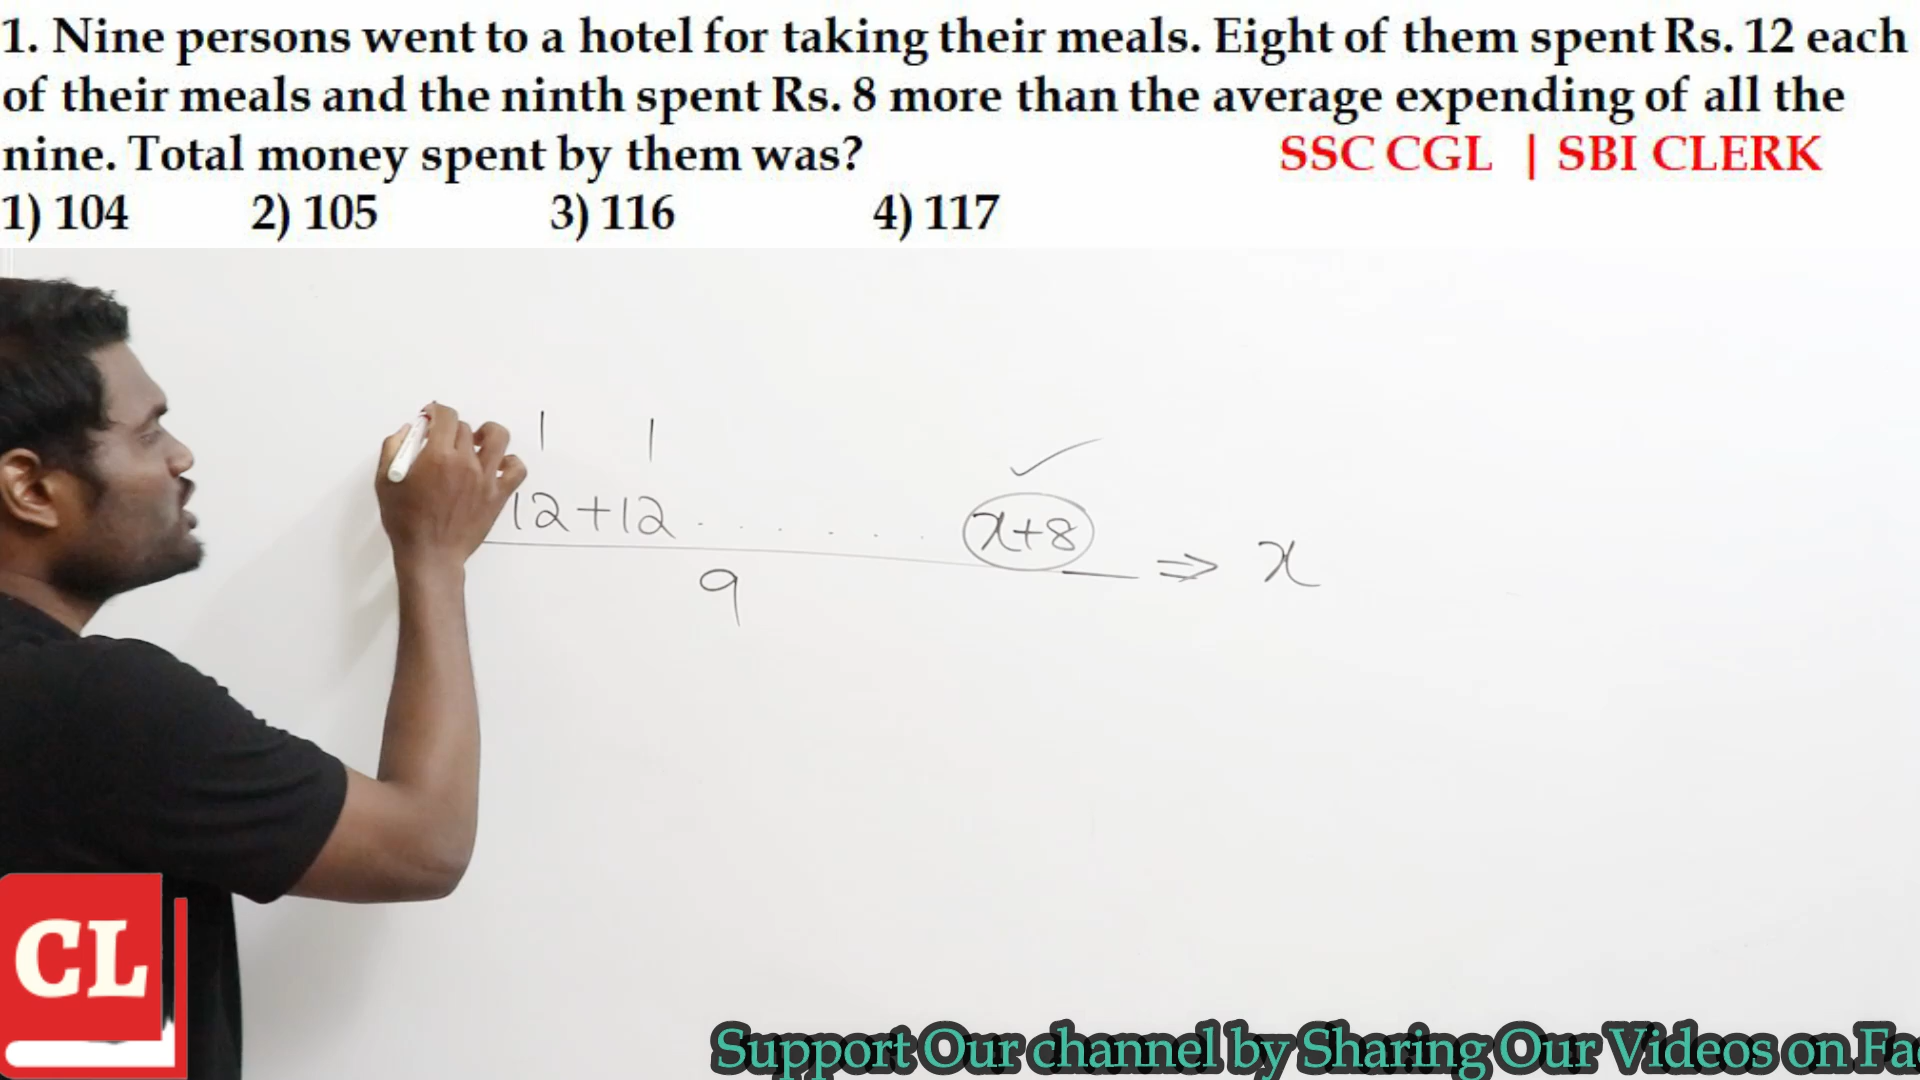 1. Nine persons went to a hotel for taking their meals. Eight of them spent Rs. 12 each
of their meals and the ninth spent Rs. 8 more than the average expending of all the
nine. Total money spent by them was?
SSC CGL | SBI CLERK
1) 104 2) 105 3) 116 4) 117
12+12 . . . . . . x+8
9
⇒ x
CL
Support Our channel by Sharing Our Videos on Fa